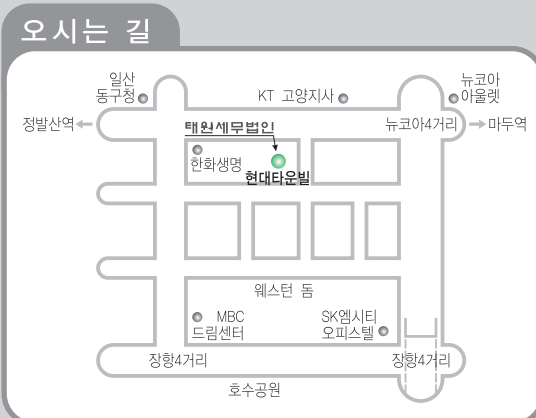 오시는 길
일산
동구청
KT 고양지사
뉴코아
아울렛
정발산역
뉴코아4거리
마두역
태원세무법인
한화생명
현대타운빌
웨스턴 돔
MBC
드림센터
SK엠시티
오피스텔
장항4거리
장항4거리
호수공원